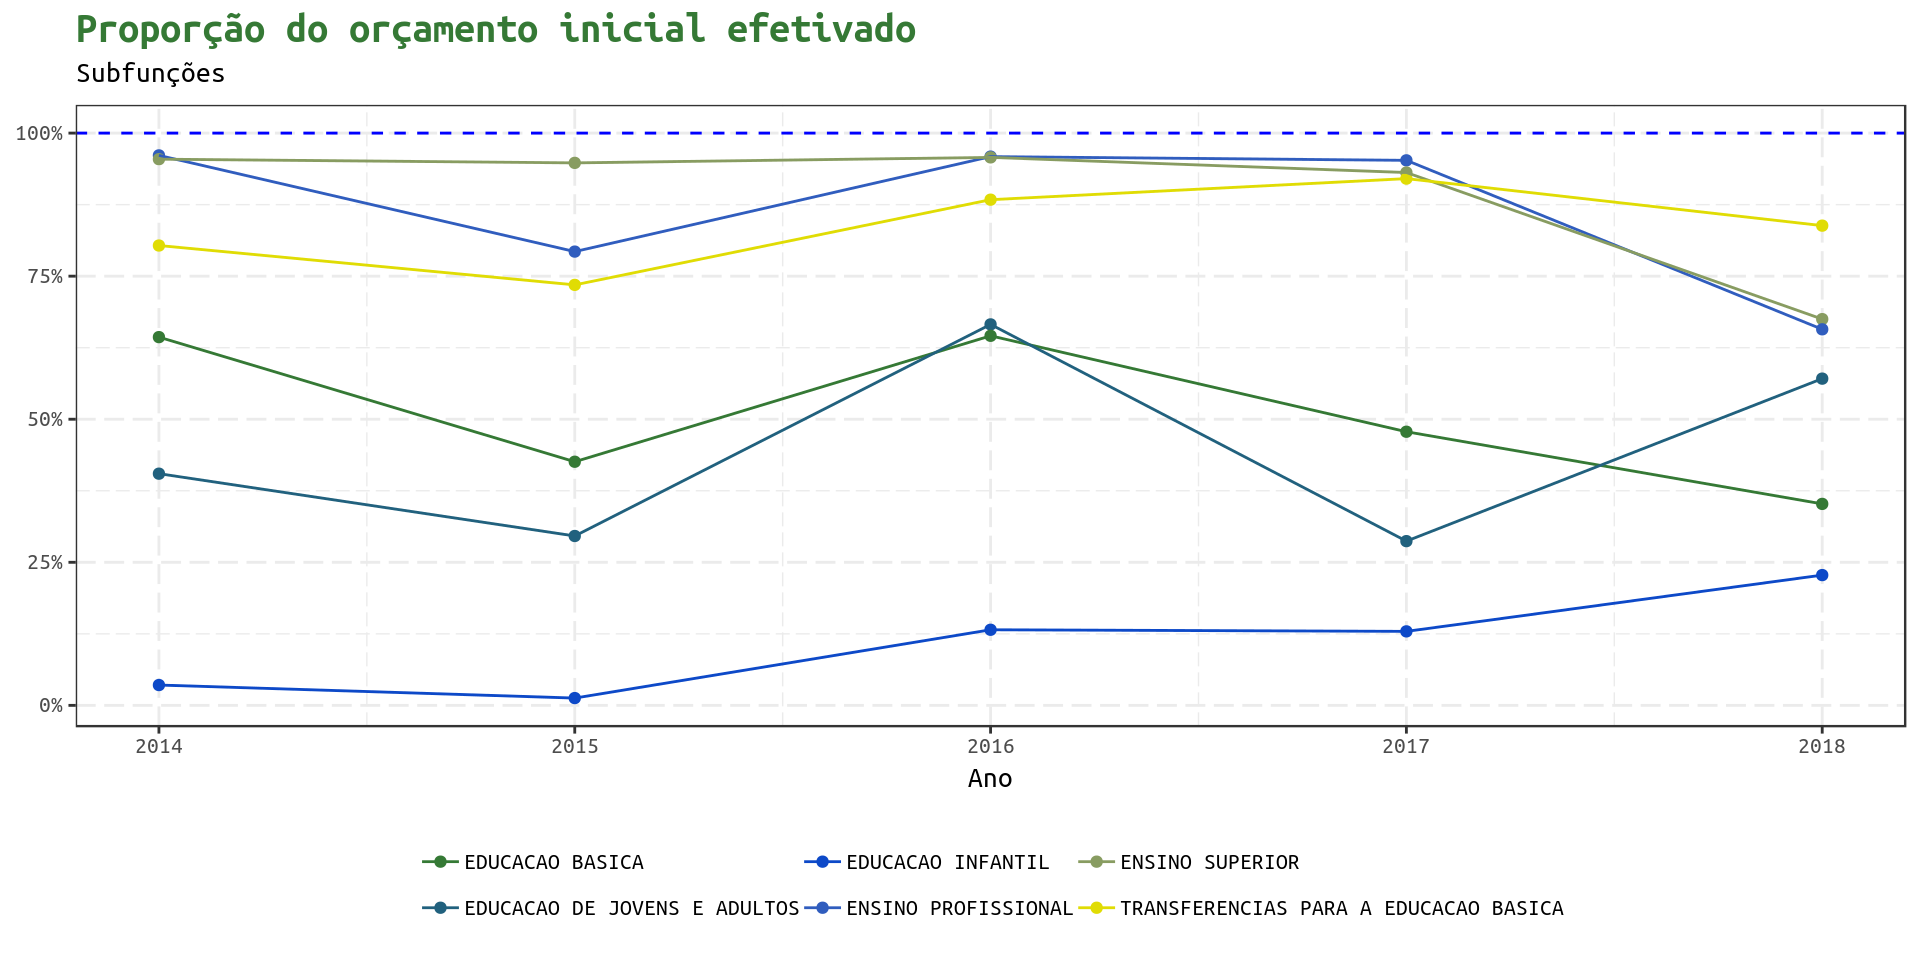 Proporção do orçamento inicial efetivado
Subfunções
100%
75%
50%
25%
0%
2014 2015 2016 2017 2018
Ano
EDUCACAO BASICA EDUCACAO INFANTIL ENSINO SUPERIOR
EDUCACAO DE JOVENS E ADULTOS ENSINO PROFISSIONAL TRANSFERENCIAS PARA A EDUCACAO BASICA